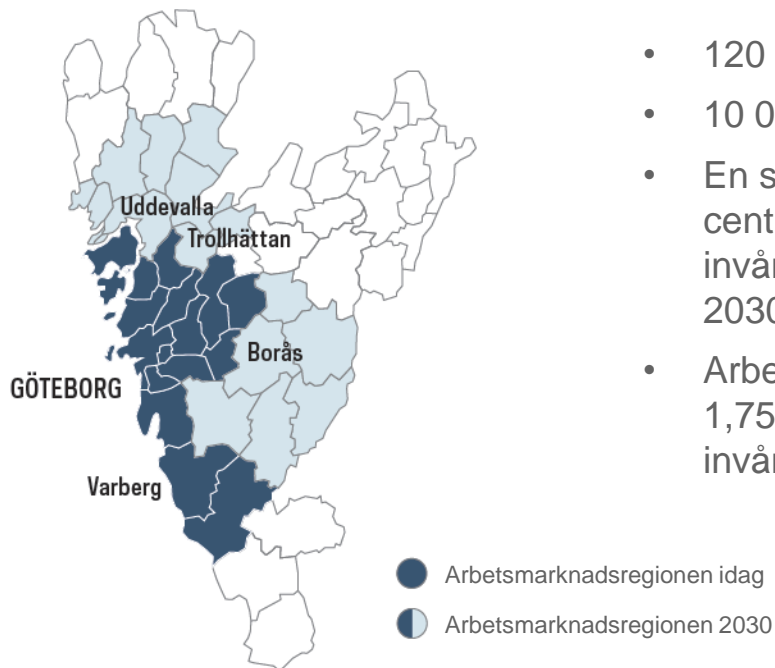 Uddevalla
Trollhättan
Borås
GÖTEBORG
Varberg
• 120
• 10 0
• En s
cent
invån
2030
• Arbe
1,75
invån
Arbetsmarknadsregionen idag
Arbetsmarknadsregionen 2030